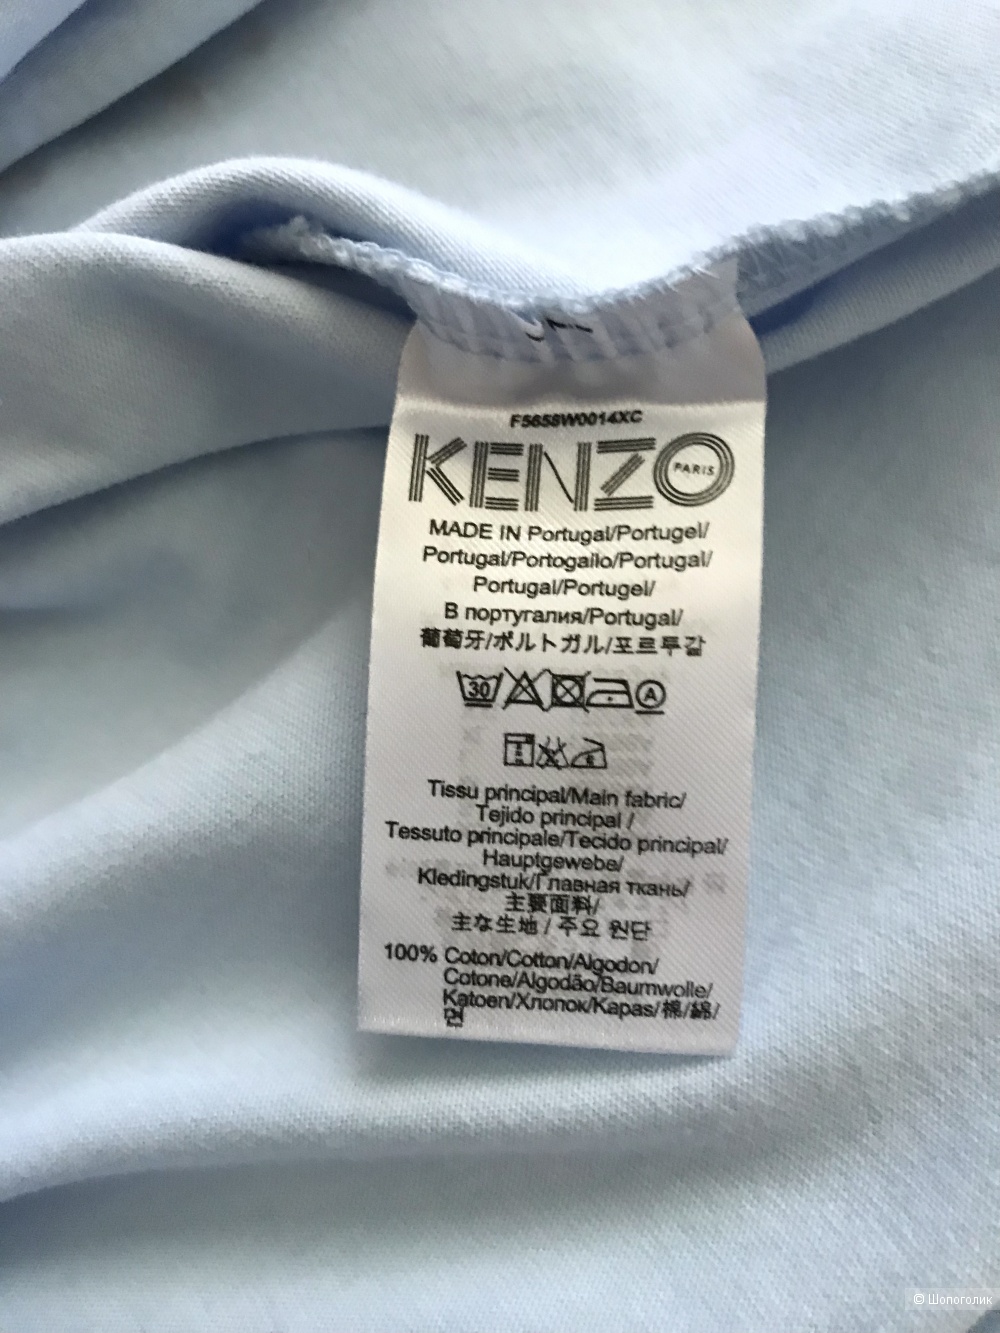 F5658W0014XC
KENZO
PARIS
MADE IN Portugal/Portugel/
Portugal/Portogallo/Portugal/
Portugal/Portugel/
В португалия/Portugal/
葡萄牙/ポルトガル/포르투갈
30
A
Tissu principal/Main fabric/
Tejido principal /
Tessuto principale/Tecido principal/
Hauptgewebe/
Kledingstuk/Главная ткань/
主要面料/
主な生地 / 주요 원단
100% Coton/Cotton/Algodon/
Cotone/Algodão/Baumwolle/
Katoen/Хлопок/Kapas/棉/綿/
면
© Шопоголик